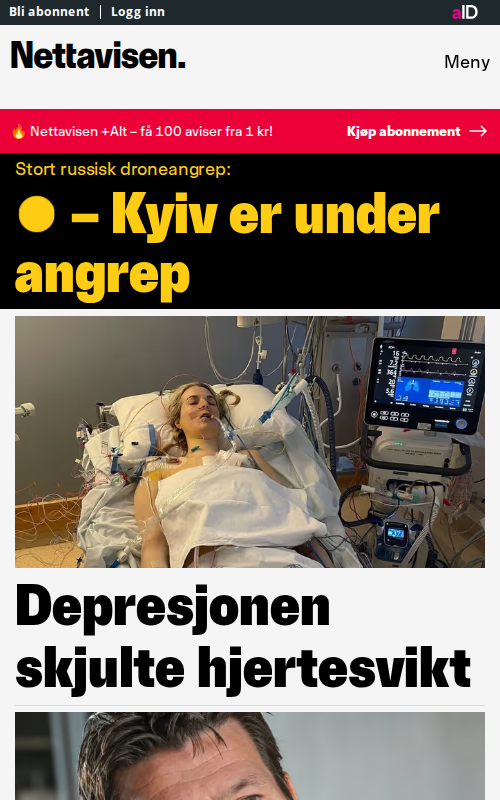 Bli abonnent
Logg inn
aID
Nettavisen.
Meny
🔥 Nettavisen +Alt – få 100 aviser fra 1 kr!
Kjøp abonnement →
Stort russisk droneangrep:
– Kyiv er under
angrep
Depresjonen
skjulte hjertesvikt